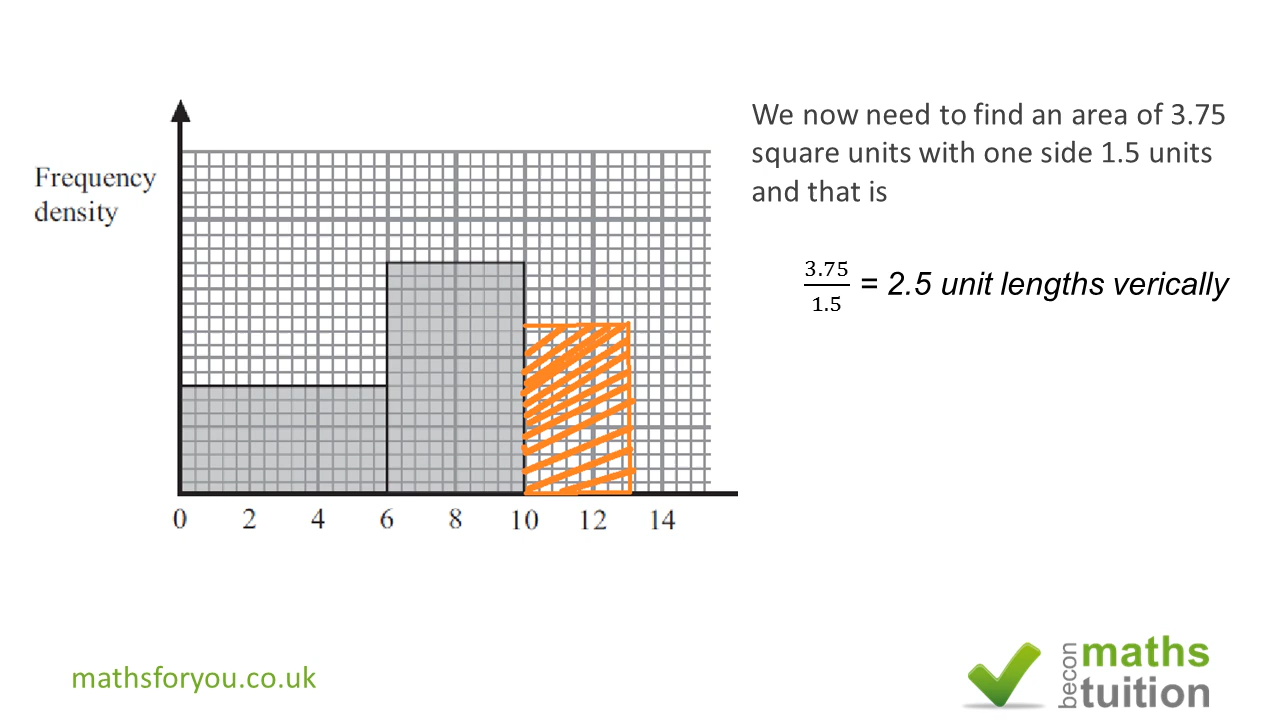 We now need to find an area of 3.75
square units with one side 1.5 units
and that is
3.75
1.5
= 2.5 unit lengths verically
Frequency
density
0 2 4 6 8 10 12 14
mathsforyou.co.uk
becon
maths
tuition